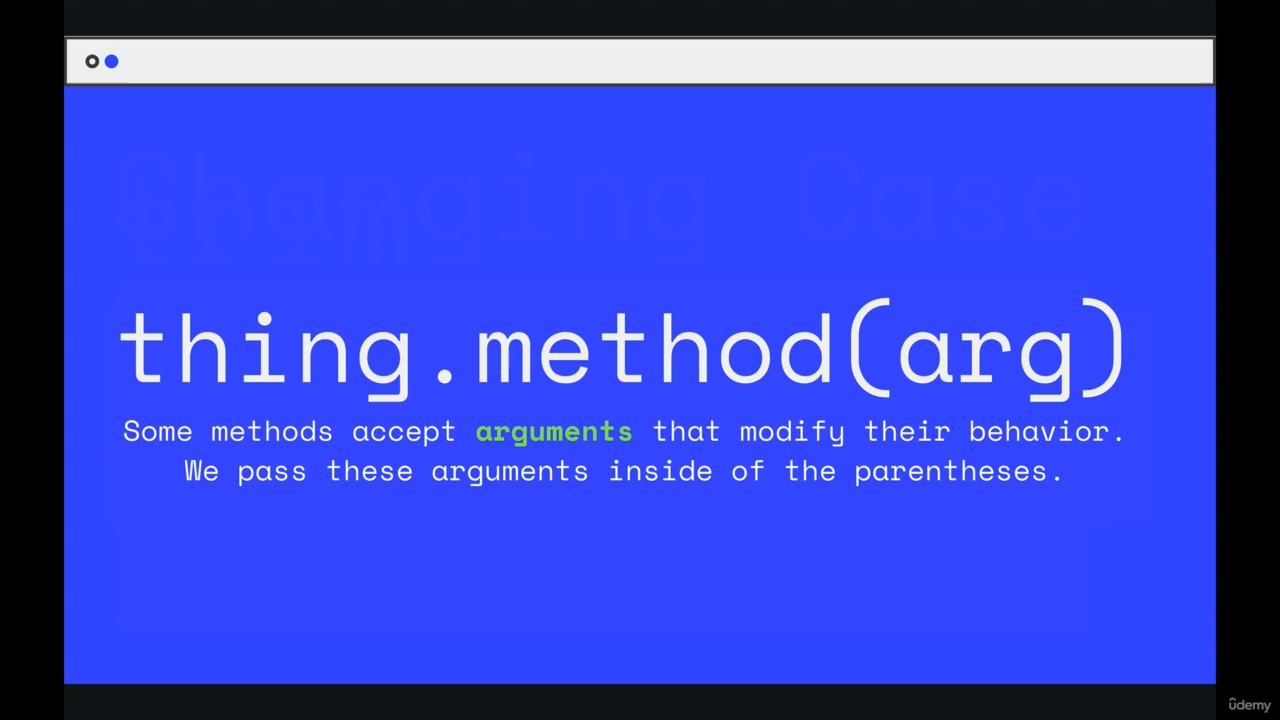 thing.method(arg)
Some methods accept arguments that modify their behavior.
We pass these arguments inside of the parentheses.
ûdemy